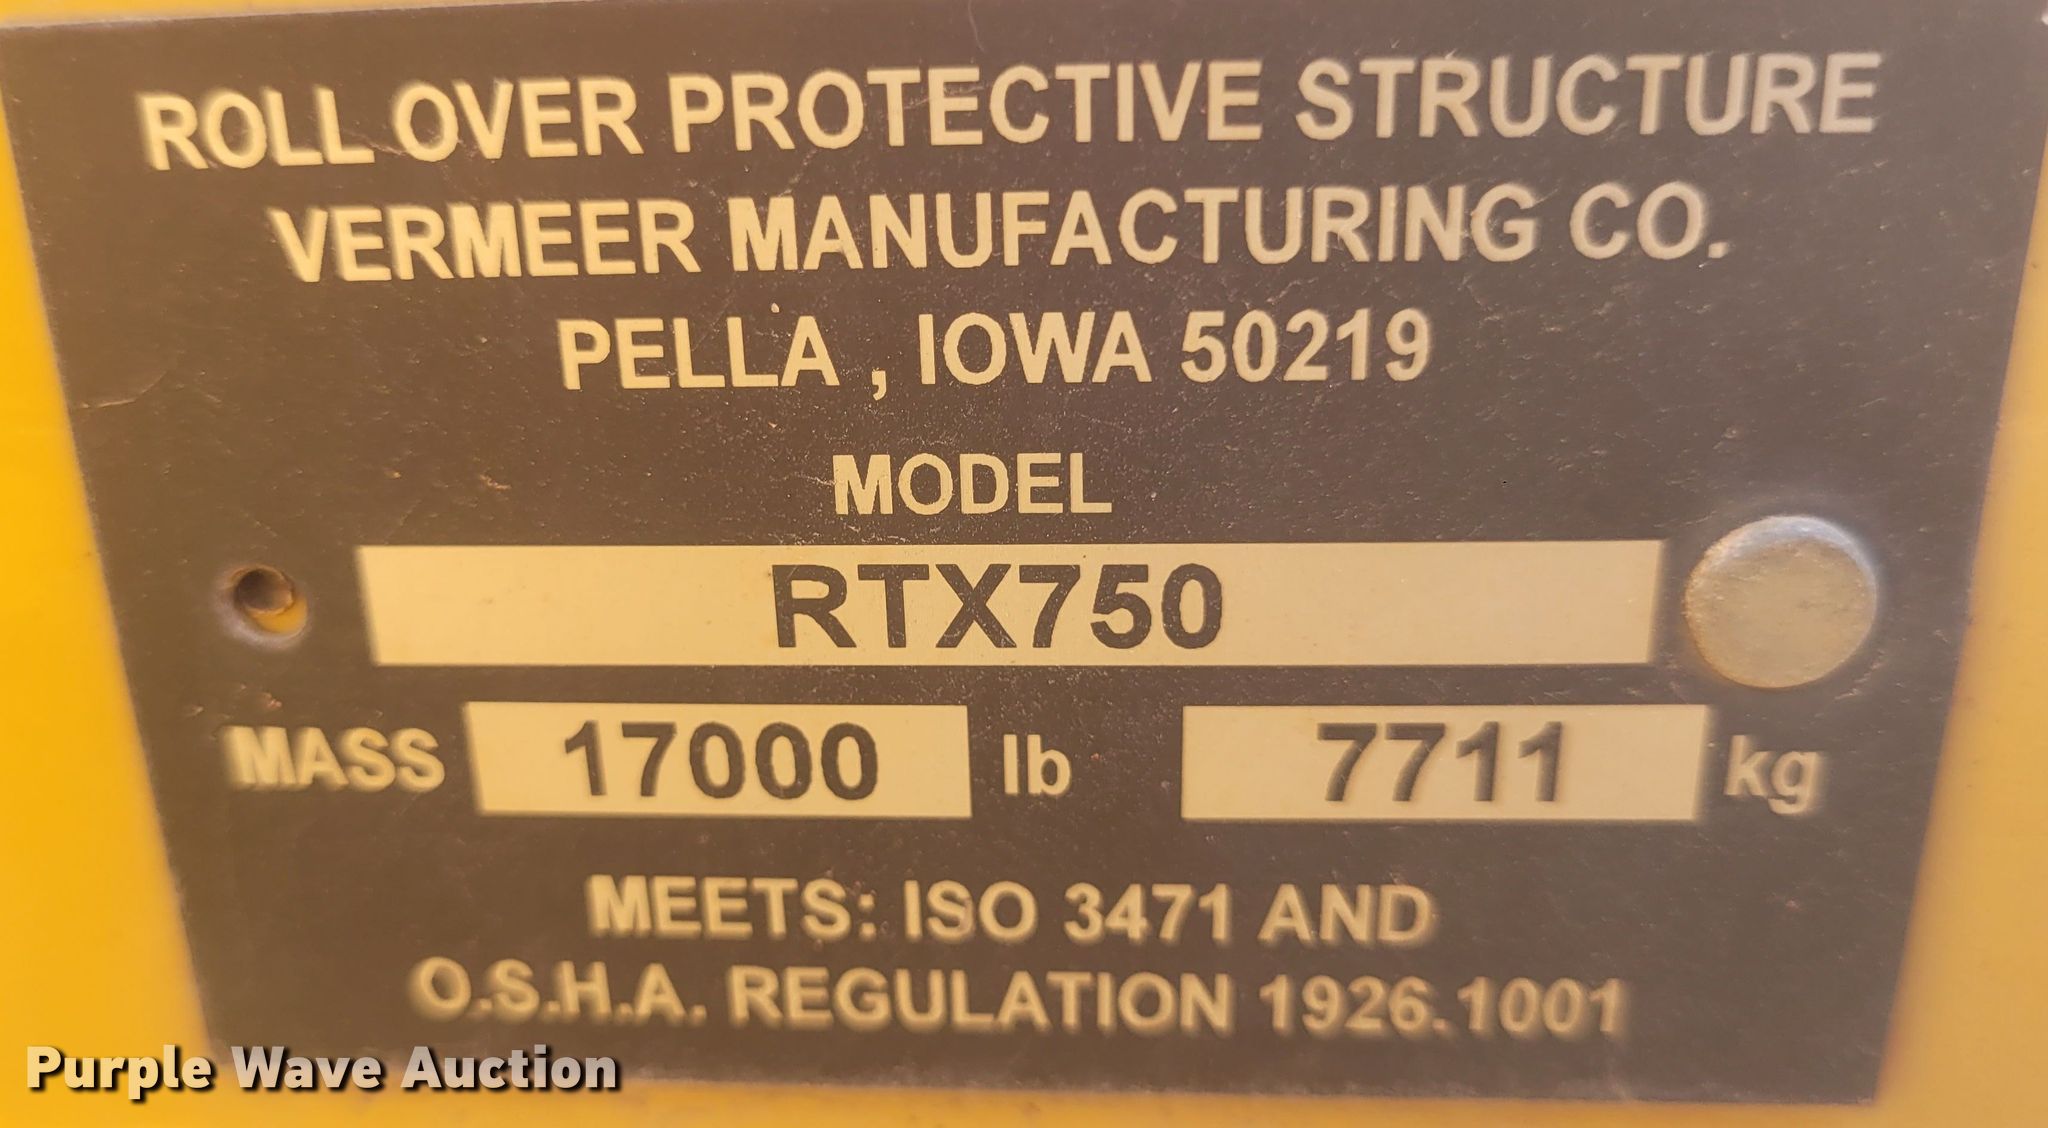 ROLL OVER PROTECTIVE STRUCTURE
VERMEER MANUFACTURING CO.
PELLA , IOWA 50219
MODEL
RTX750
MASS 17000 lb 7711 kg
MEETS: ISO 3471 AND
O.S.H.A. REGULATION 1926.1001
Purple Wave Auction